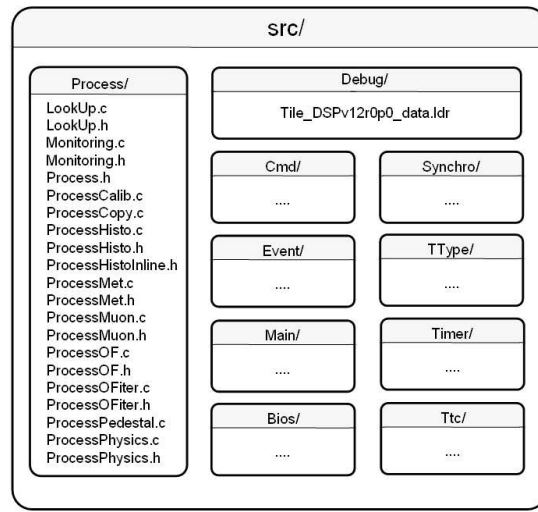 src/
Process/
LookUp.c
LookUp.h
Monitoring.c
Monitoring.h
Process.h
ProcessCalib.c
ProcessCopy.c
ProcessHisto.c
ProcessHisto.h
ProcessHistoInline.h
ProcessMet.c
ProcessMet.h
ProcessMuon.c
ProcessMuon.h
ProcessOF.c
ProcessOF.h
ProcessOFiter.c
ProcessOFiter.h
ProcessPedestal.c
ProcessPhysics.c
ProcessPhysics.h
Debug/
Tile_DSPv12r0p0_data.ldr
Cmd/
....
Synchro/
....
Event/
....
TType/
....
Main/
....
Timer/
....
Bios/
....
Ttc/
....